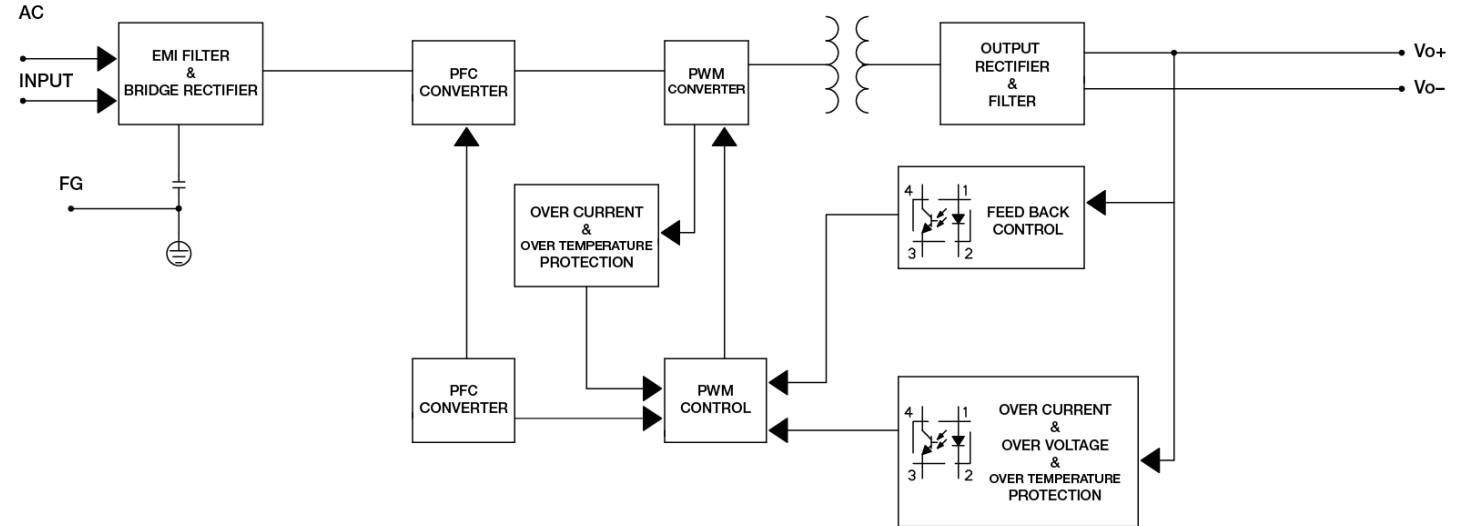 AC
INPUT
EMI FILTER
&
BRIDGE RECTIFIER
PFC
CONVERTER
PWM
CONVERTER
OUTPUT
RECTIFIER
&
FILTER
Vo+
Vo–
FG
OVER CURRENT
&
OVER TEMPERATURE
PROTECTION
4 1
3 2
FEED BACK
CONTROL
PFC
CONVERTER
PWM
CONTROL
4 1
3 2
OVER CURRENT
&
OVER VOLTAGE
&
OVER TEMPERATURE
PROTECTION